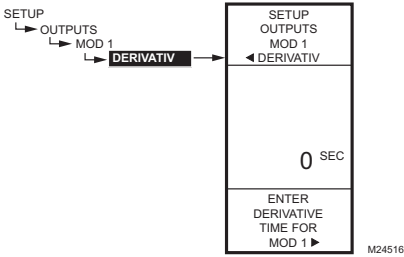 SETUP
OUTPUTS
MOD 1
DERIVATIV
SETUP
OUTPUTS
MOD 1
◄ DERIVATIV
0 SEC
ENTER
DERIVATIVE
TIME FOR
MOD 1 ►
M24516